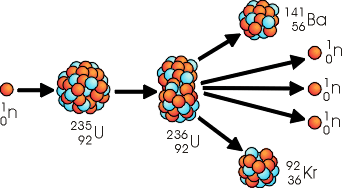 ¹⁴¹₅₆Ba
¹₀n
¹₀n
¹₀n
¹₀n
²³⁵₉₂U
²³⁶₉₂U
⁹²₃₆Kr